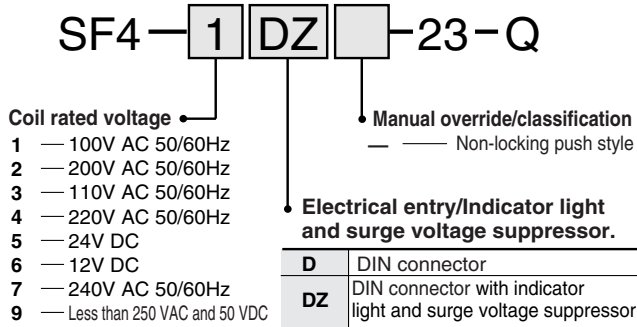 SF4 — 1 DZ -23-Q
Coil rated voltage
1 — 100V AC 50/60Hz
2 — 200V AC 50/60Hz
3 — 110V AC 50/60Hz
4 — 220V AC 50/60Hz
5 — 24V DC
6 — 12V DC
7 — 240V AC 50/60Hz
9 — Less than 250 VAC and 50 VDC
Manual override/classification
— — Non-locking push style
Electrical entry/Indicator light
and surge voltage suppressor.
D DIN connector
DZ DIN connector with indicator
light and surge voltage suppressor